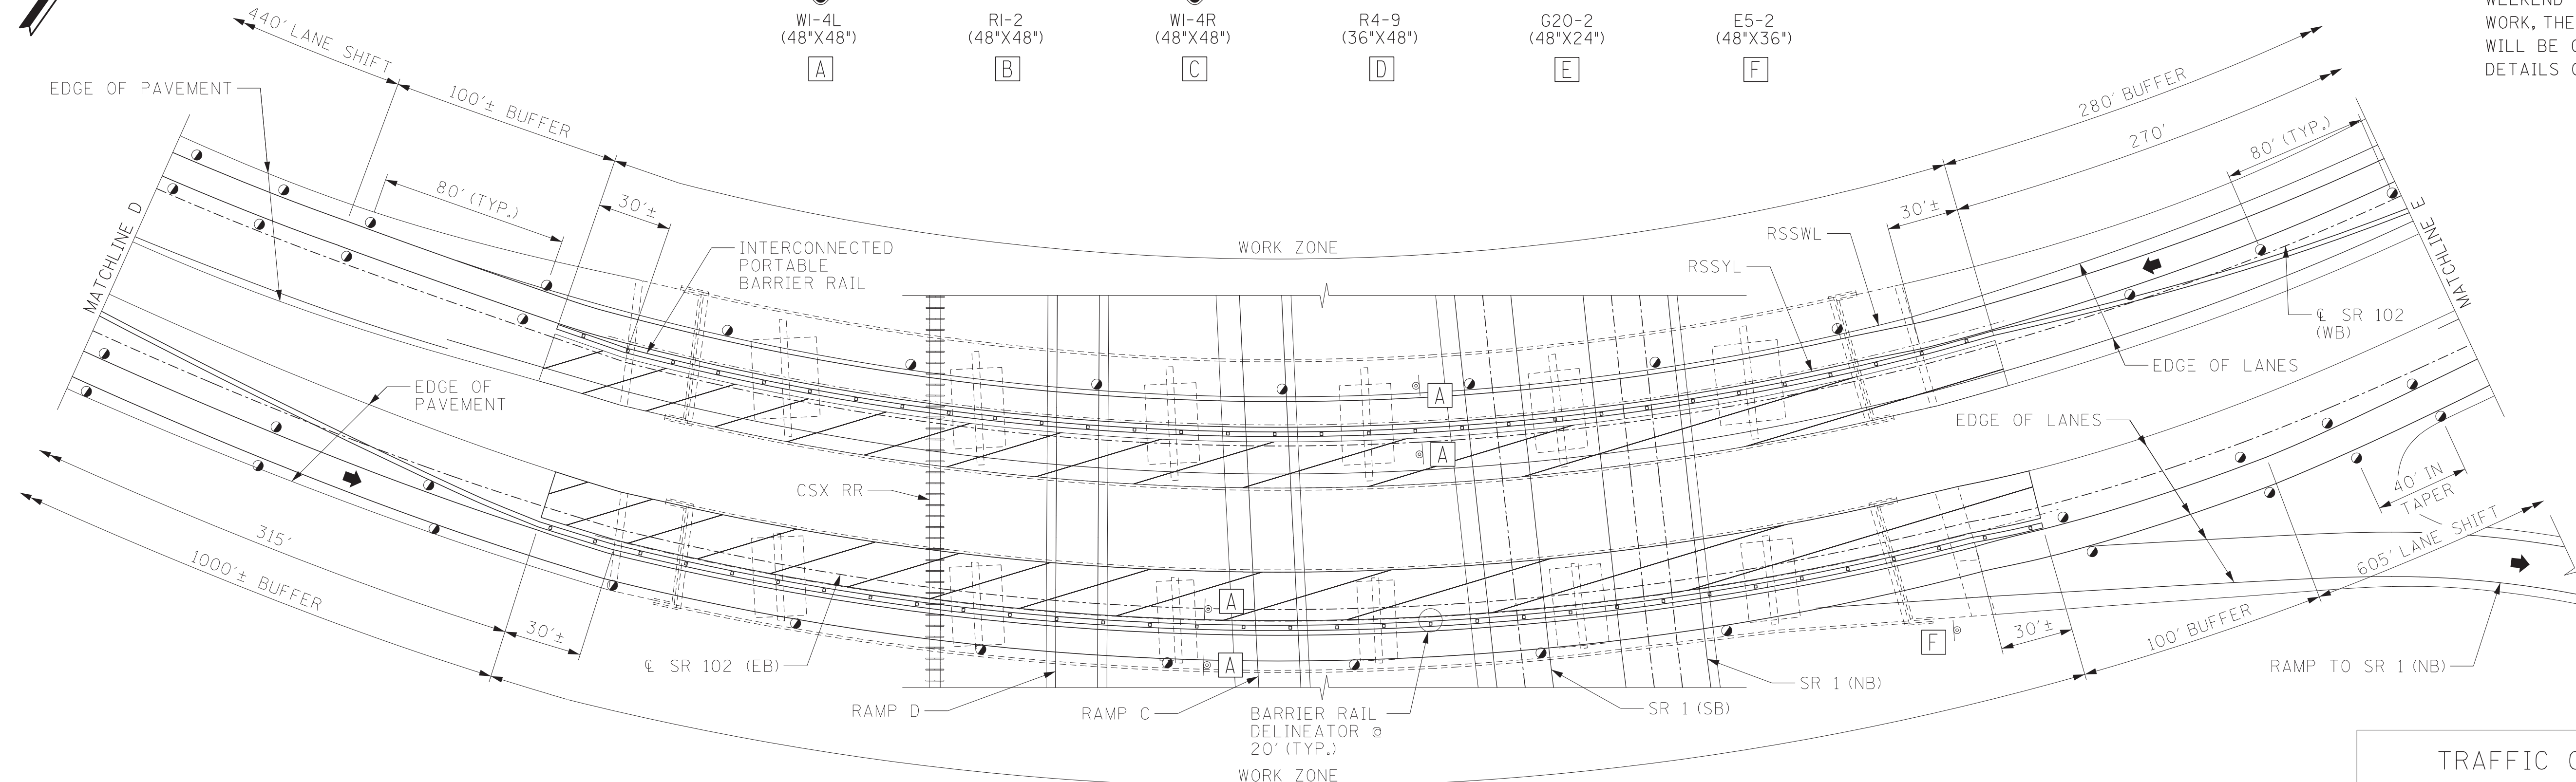 W1-4L
(48"X48")
A
R1-2
(48"X48")
B
W1-4R
(48"X48")
C
R4-9
(36"X48")
D
G20-2
(48"X24")
E
E5-2
(48"X36")
F
WORK, THE
WILL BE
DETAILS
440' LANE SHIFT
EDGE OF PAVEMENT
100'± BUFFER
80' (TYP.)
30'±
MATCHLINE D
INTERCONNECTED
PORTABLE
BARRIER RAIL
WORK ZONE
280' BUFFER
270'
80' (TYP.)
30'±
RSSWL
RSSYL
MATCHLINE E
℄ SR 102
(WB)
EDGE OF LANES
EDGE OF
PAVEMENT
A
A
EDGE OF LANES
CSX RR
40' IN
TAPER
315'
1000'± BUFFER
30'±
605' LANE SHIFT
A
A
F
30'±
100' BUFFER
℄ SR 102 (EB)
RAMP TO SR 1 (NB)
SR 1 (NB)
SR 1 (SB)
RAMP D
RAMP C
BARRIER RAIL
DELINEATOR @
20' (TYP.)
WORK ZONE
TRAFFIC